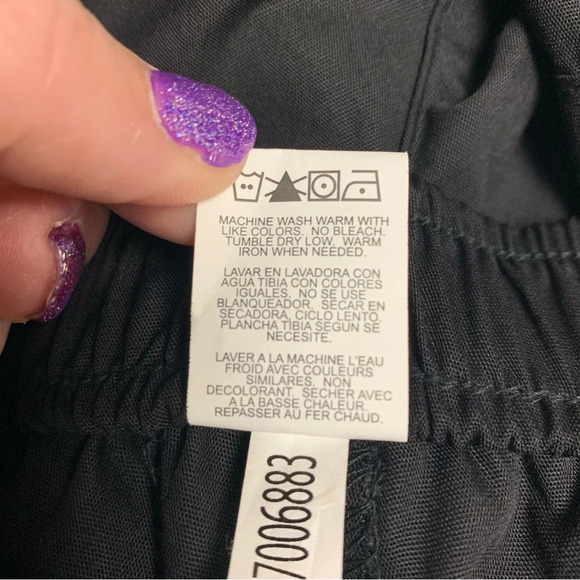 MACHINE WASH WARM WITH
LIKE COLORS. NO BLEACH.
TUMBLE DRY LOW. WARM
IRON WHEN NEEDED.
LAVAR EN LAVADORA CON
AGUA TIBIA CON COLORES
IGUALES. NO SE USE
BLANQUEADOR. SECAR EN
SECADORA, CICLO LENTO.
PLANCHA TIBIA SEGUN SE
NECESITE.
LAVER A LA MACHINE L'EAU
FROID AVEC COULEURS
SIMILAIRES. NON
DECOLORANT. SECHER AVEC
A LA BASSE CHALEUR.
REPASSER AU FER CHAUD.
7006883